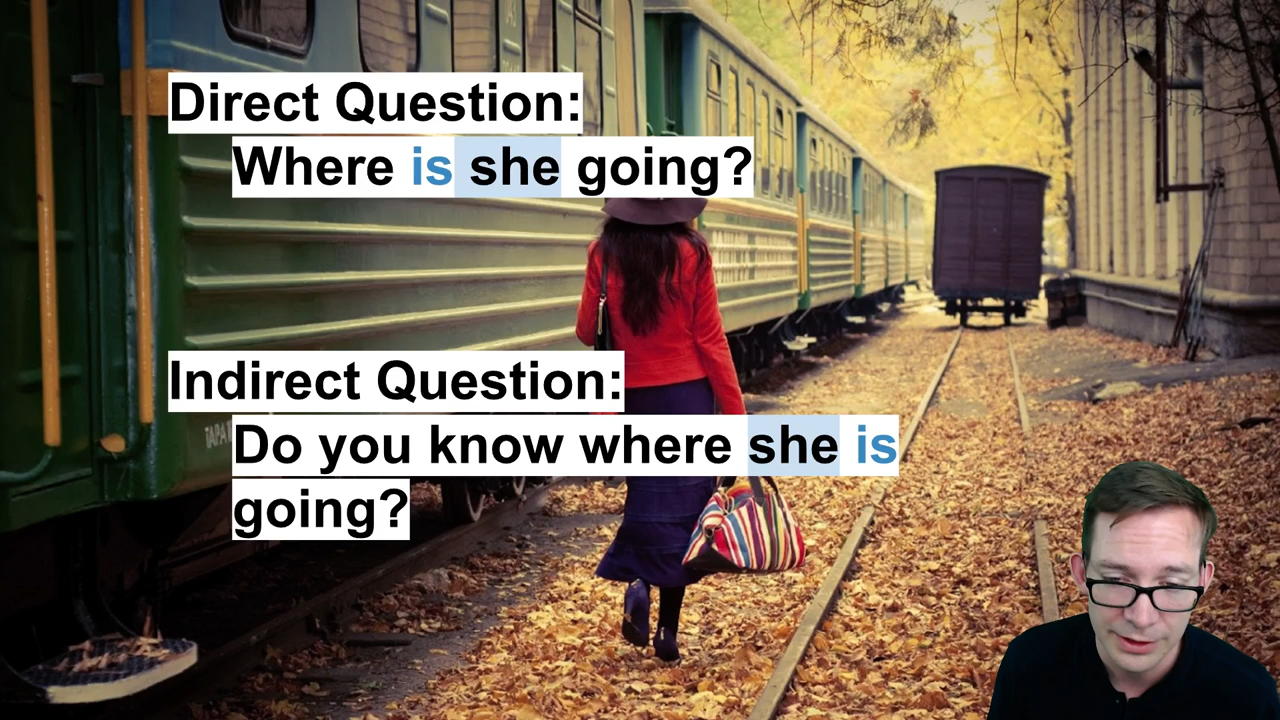 Direct Question:
Where is she going?
Indirect Question:
Do you know where she is
going?